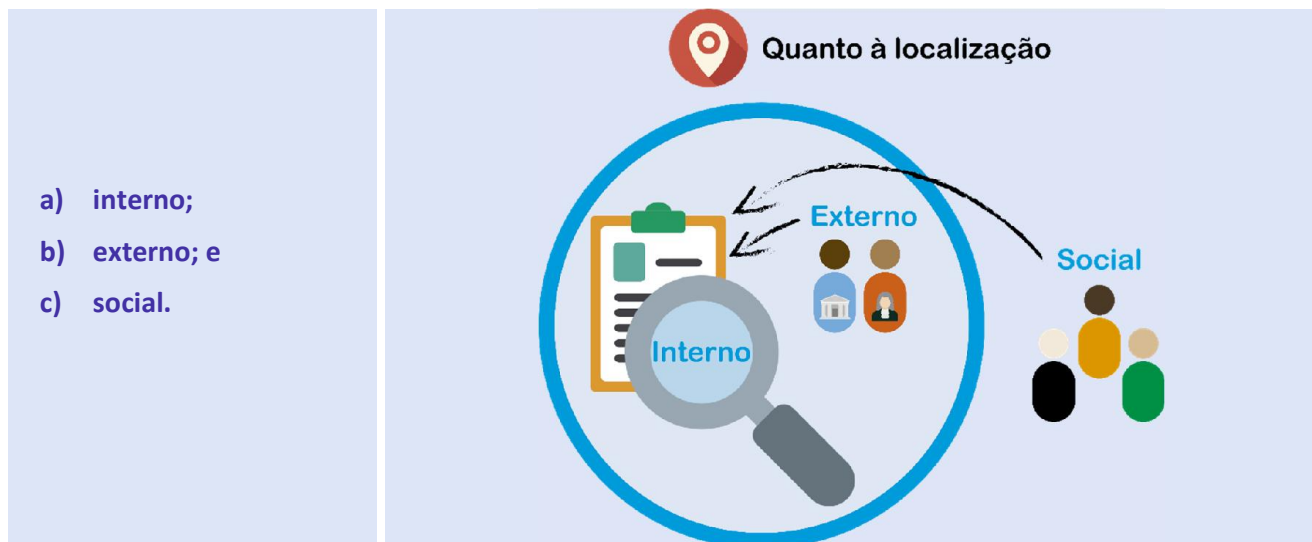 a) interno;
b) externo; e
c) social.
Quanto à localização
Externo
Social
Interno